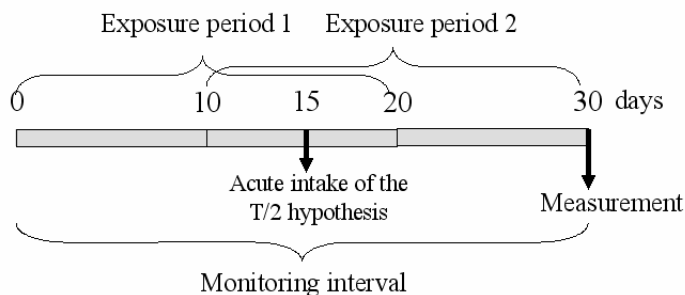 Exposure period 1
Exposure period 2
0 10 15 20 30 days
Acute intake of the
T/2 hypothesis
Measurement
Monitoring interval